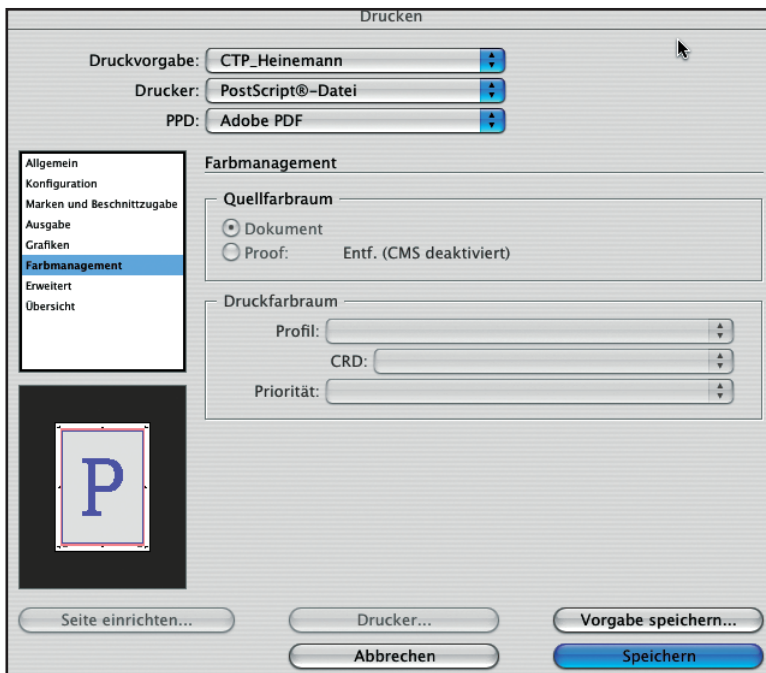 Drucken
Druckvorgabe: CTP_Heinemann
Drucker: PostScript®-Datei
PPD: Adobe PDF
Allgemein
Konfiguration
Marken und Beschnittzugabe
Ausgabe
Grafiken
Farbmanagement
Erweitert
Übersicht
Farbmanagement
Quellfarbraum
Dokument
Proof: Entf. (CMS deaktiviert)
Druckfarbraum
Profil:
CRD:
Priorität:
P
Seite einrichten...
Drucker...
Vorgabe speichern...
Abbrechen
Speichern